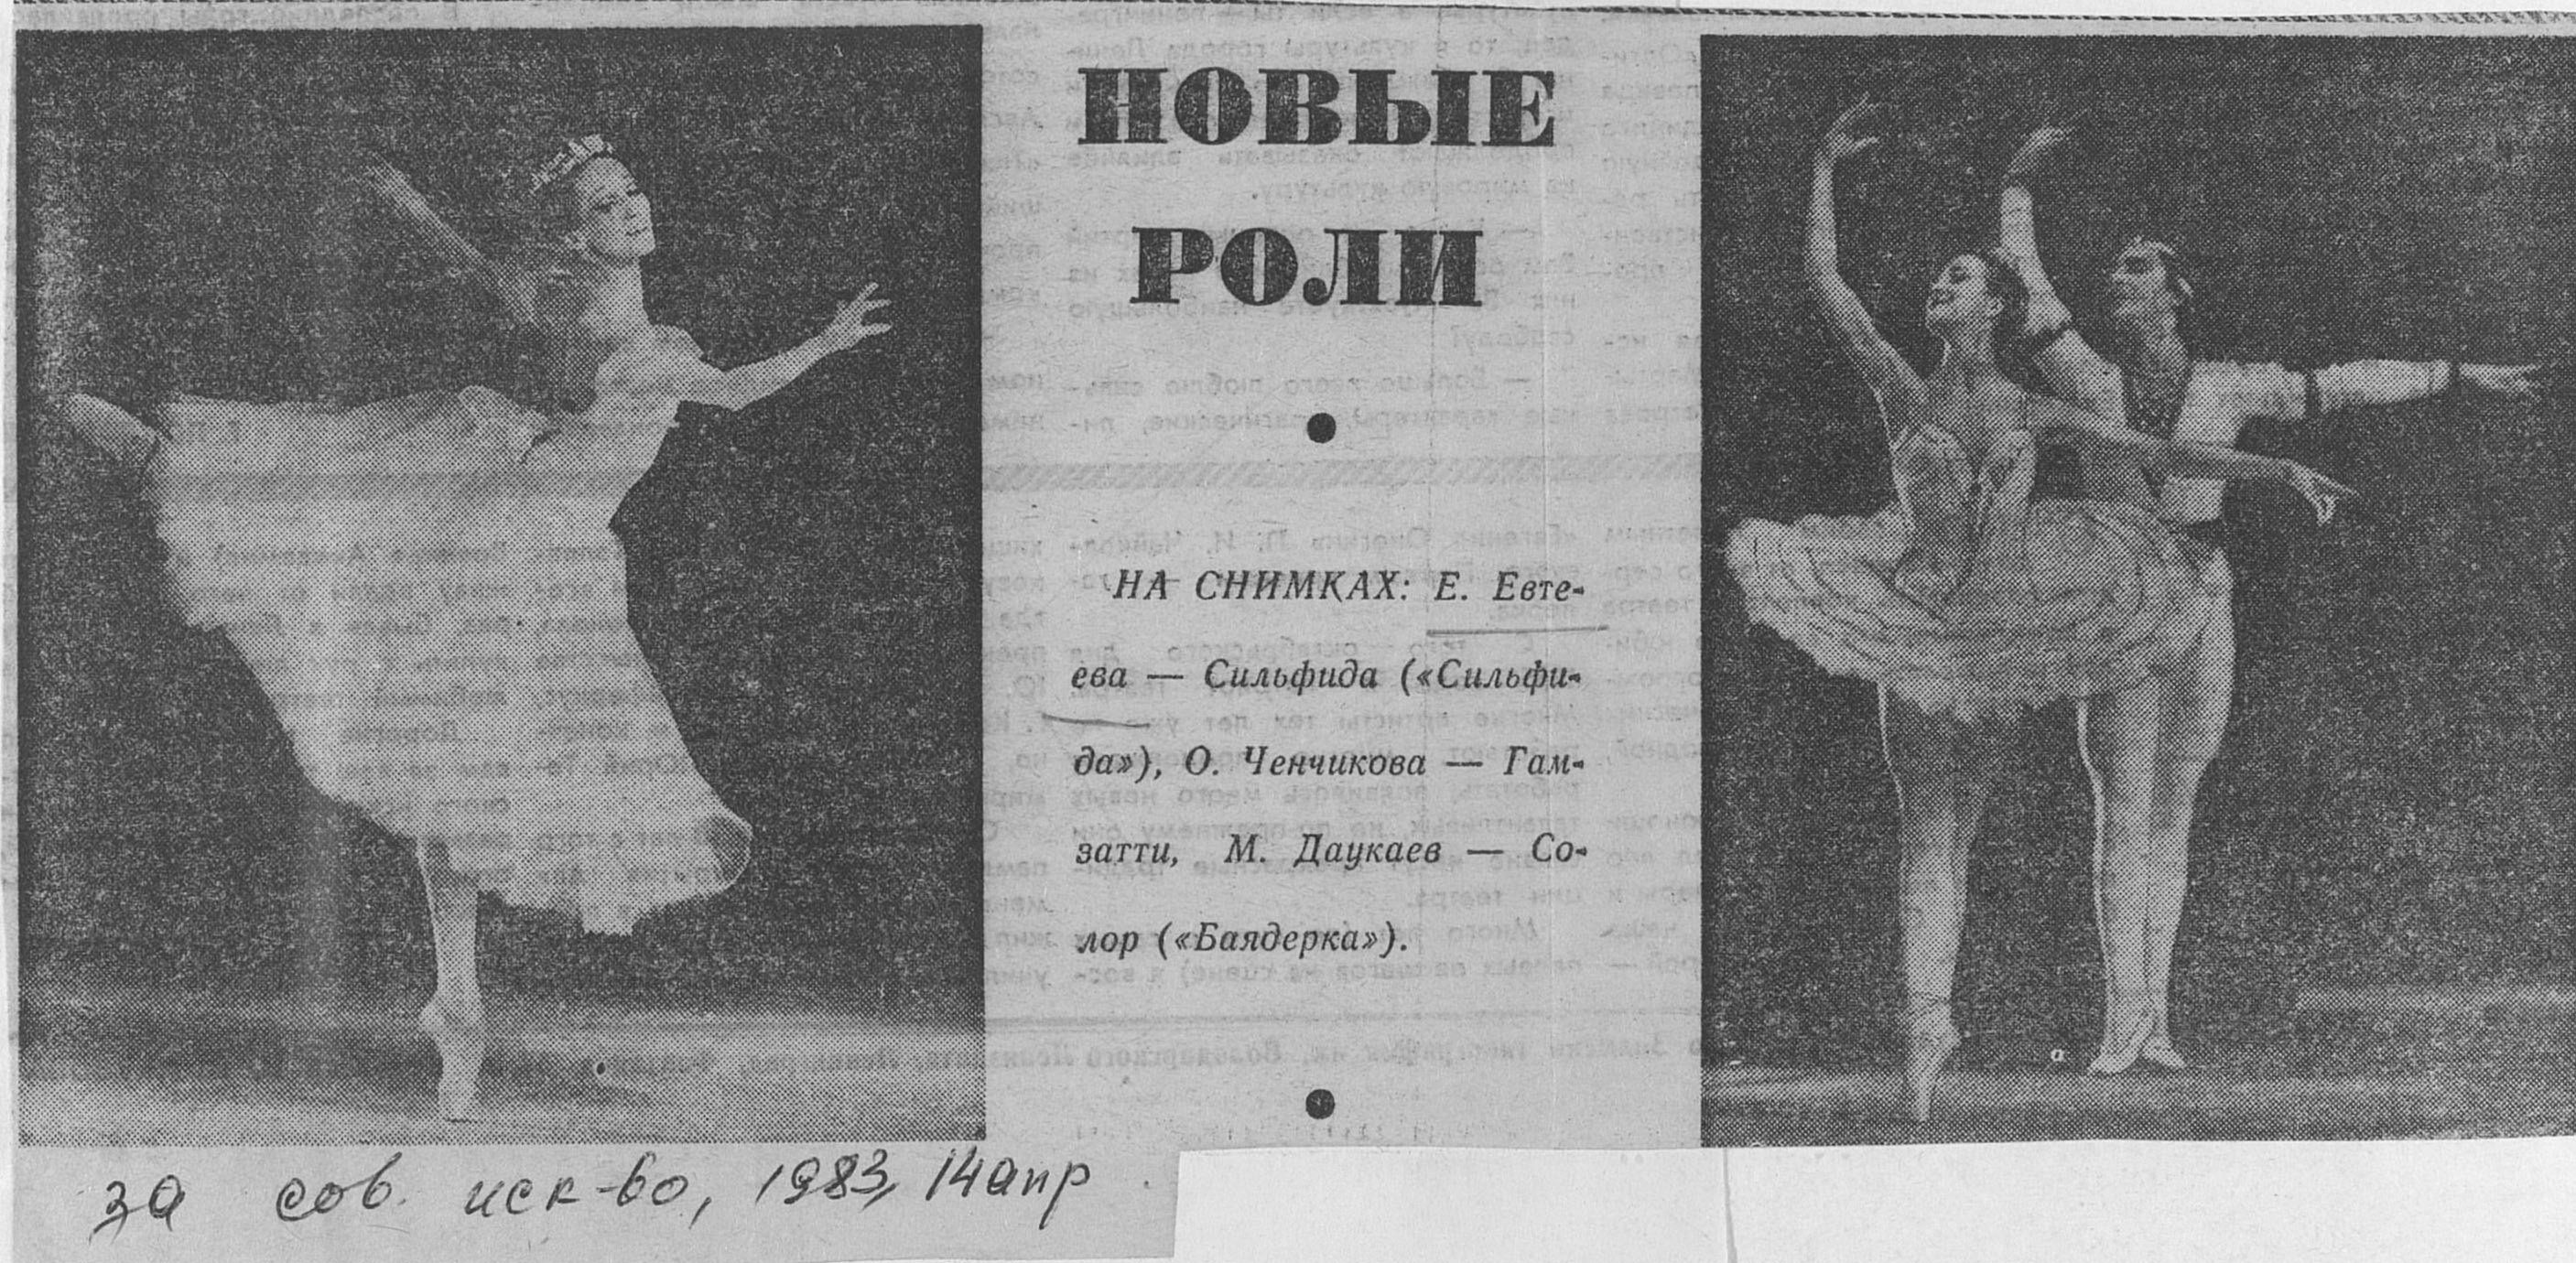 НОВЫЕ
РОЛИ
НА СНИМКАХ: Е. Евте-
ева — Сильфида («Сильфи-
да»), О. Ченчикова — Гам-
затти, М. Даукаев — Со-
лор («Баядерка»).
за сов. иск-во, 1983, 14 апр.